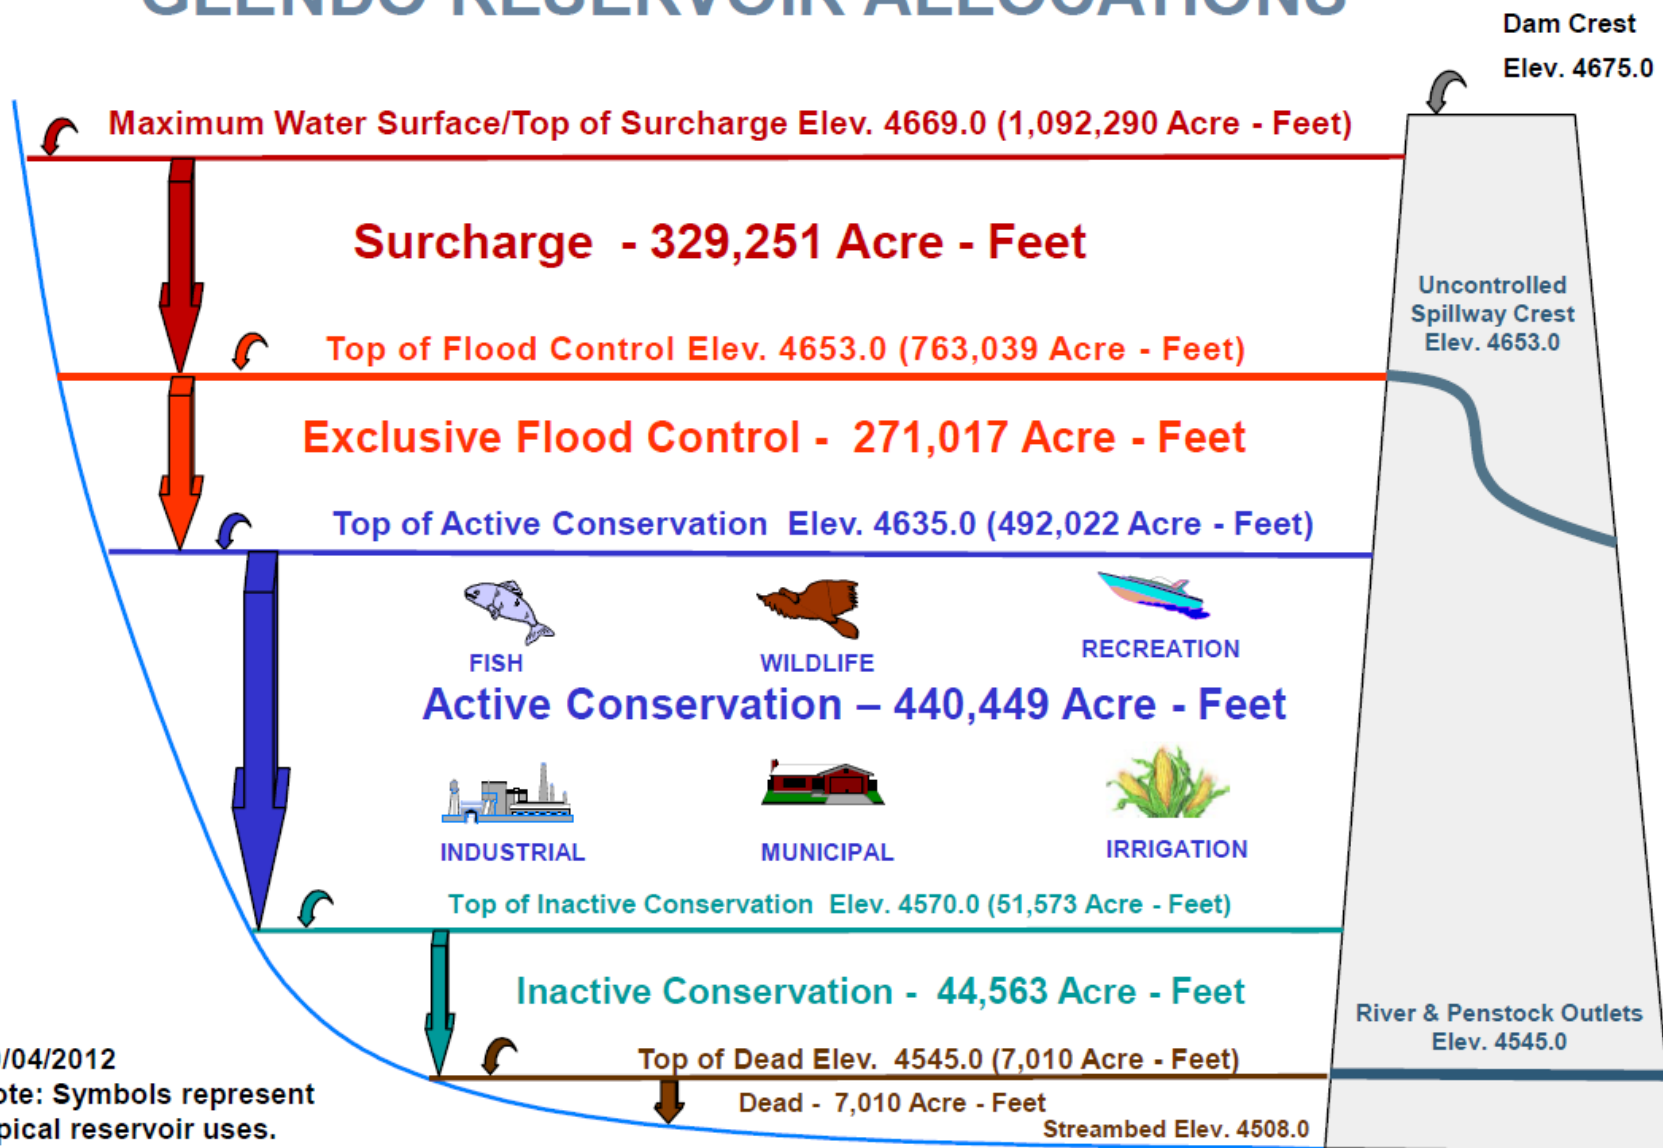 GLENDO RESERVOIR ALLOCATIONS
Dam Crest
Elev. 4675.0
Maximum Water Surface/Top of Surcharge Elev. 4669.0 (1,092,290 Acre - Feet)
Surcharge - 329,251 Acre - Feet
Uncontrolled
Spillway Crest
Elev. 4653.0
Top of Flood Control Elev. 4653.0 (763,039 Acre - Feet)
Exclusive Flood Control - 271,017 Acre - Feet
Top of Active Conservation Elev. 4635.0 (492,022 Acre - Feet)
FISH
WILDLIFE
RECREATION
Active Conservation – 440,449 Acre - Feet
INDUSTRIAL
MUNICIPAL
IRRIGATION
Top of Inactive Conservation Elev. 4570.0 (51,573 Acre - Feet)
Inactive Conservation - 44,563 Acre - Feet
River & Penstock Outlets
Elev. 4545.0
Top of Dead Elev. 4545.0 (7,010 Acre - Feet)
Dead - 7,010 Acre - Feet
Streambed Elev. 4508.0
/04/2012
ote: Symbols represent
pical reservoir uses.